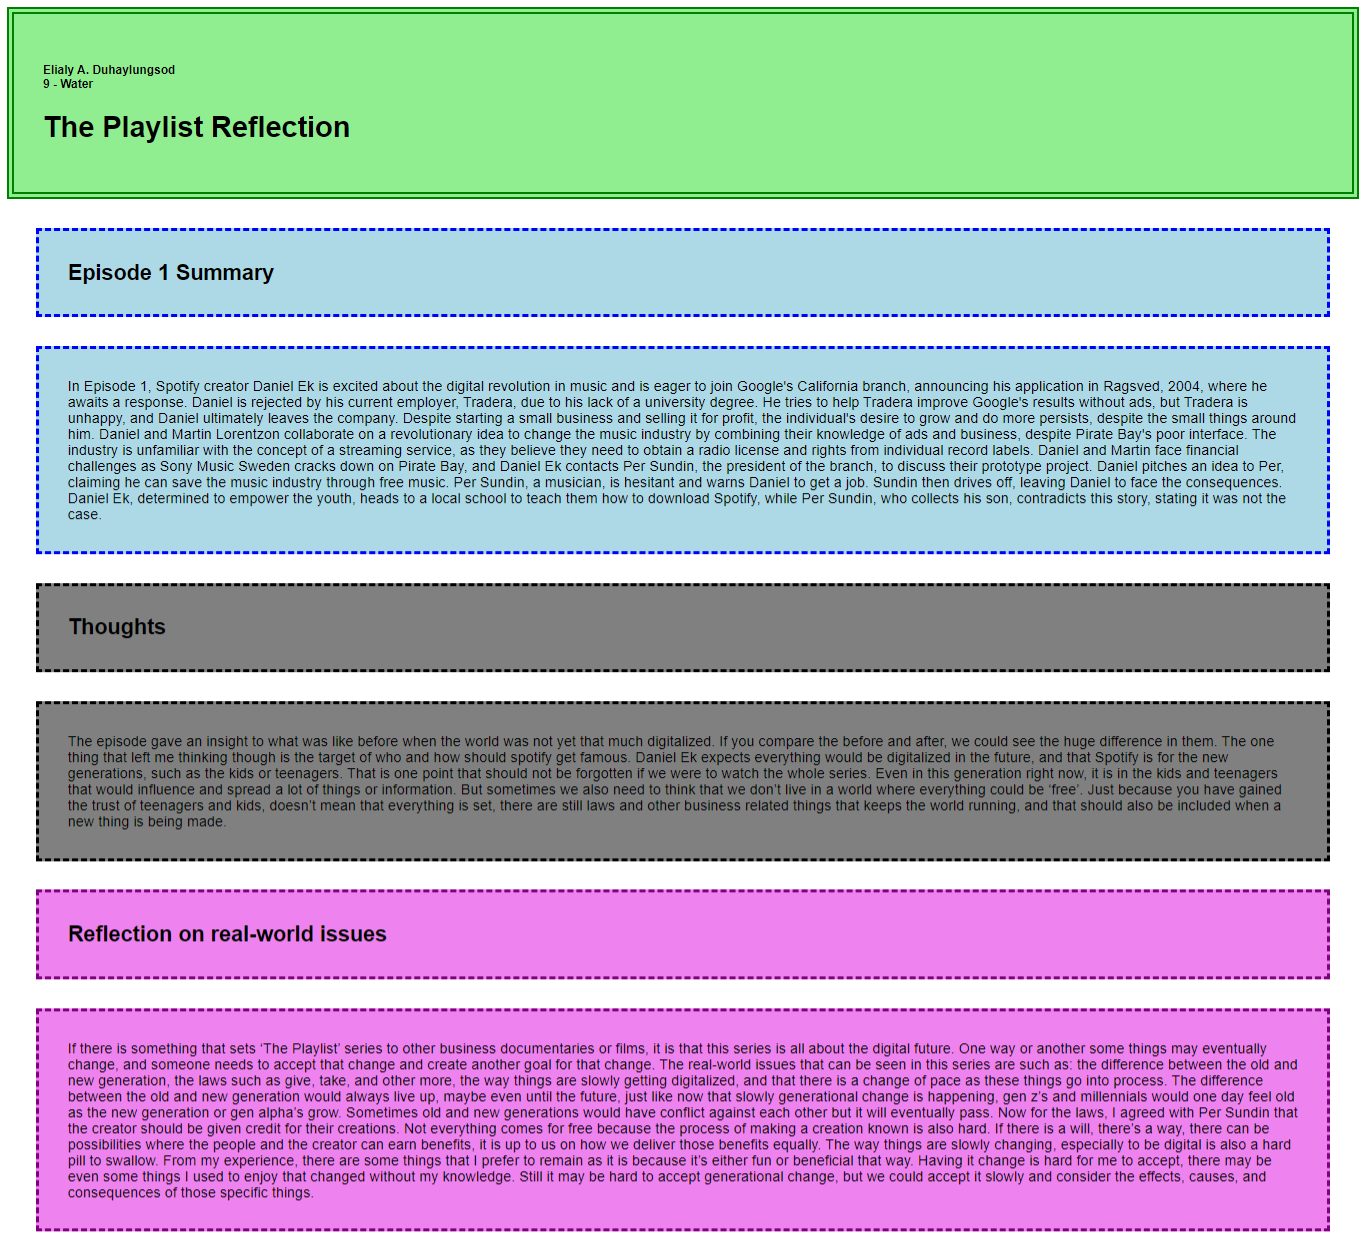 Elialy A. Duhaylungsod
9 - Water
The Playlist Reflection
Episode 1 Summary
In Episode 1, Spotify creator Daniel Ek is excited about the digital revolution in music and is eager to join Google's California branch, announcing his application in Ragsved, 2004, where he
awaits a response. Daniel is rejected by his current employer, Tradera, due to his lack of a university degree. He tries to help Tradera improve Google's results without ads, but Tradera is
unhappy, and Daniel ultimately leaves the company. Despite starting a small business and selling it for profit, the individual's desire to grow and do more persists, despite the small things around
him. Daniel and Martin Lorentzon collaborate on a revolutionary idea to change the music industry by combining their knowledge of ads and business, despite Pirate Bay's poor interface. The
industry is unfamiliar with the concept of a streaming service, as they believe they need to obtain a radio license and rights from individual record labels. Daniel and Martin face financial
challenges as Sony Music Sweden cracks down on Pirate Bay, and Daniel Ek contacts Per Sundin, the president of the branch, to discuss their prototype project. Daniel pitches an idea to Per,
claiming he can save the music industry through free music. Per Sundin, a musician, is hesitant and warns Daniel to get a job. Sundin then drives off, leaving Daniel to face the consequences.
Daniel Ek, determined to empower the youth, heads to a local school to teach them how to download Spotify, while Per Sundin, who collects his son, contradicts this story, stating it was not the
case.
Thoughts
The episode gave an insight to what was like before when the world was not yet that much digitalized. If you compare the before and after, we could see the huge difference in them. The one
thing that left me thinking though is the target of who and how should spotify get famous. Daniel Ek expects everything would be digitalized in the future, and that Spotify is for the new
generations, such as the kids or teenagers. That is one point that should not be forgotten if we were to watch the whole series. Even in this generation right now, it is in the kids and teenagers
that would influence and spread a lot of things or information. But sometimes we also need to think that we don’t live in a world where everything could be ‘free’. Just because you have gained
the trust of teenagers and kids, doesn’t mean that everything is set, there are still laws and other business related things that keeps the world running, and that should also be included when a
new thing is being made.
Reflection on real-world issues
If there is something that sets ‘The Playlist’ series to other business documentaries or films, it is that this series is all about the digital future. One way or another some things may eventually
change, and someone needs to accept that change and create another goal for that change. The real-world issues that can be seen in this series are such as: the difference between the old and
new generation, the laws such as give, take, and other more, the way things are slowly getting digitalized, and that there is a change of pace as these things go into process. The difference
between the old and new generation would always live up, maybe even until the future, just like now that slowly generational change is happening, gen z’s and millennials would one day feel old
as the new generation or gen alpha’s grow. Sometimes old and new generations would have conflict against each other but it will eventually pass. Now for the laws, I agreed with Per Sundin that
the creator should be given credit for their creations. Not everything comes for free because the process of making a creation known is also hard. If there is a will, there’s a way, there can be
possibilities where the people and the creator can earn benefits, it is up to us on how we deliver those benefits equally. The way things are slowly changing, especially to be digital is also a hard
pill to swallow. From my experience, there are some things that I prefer to remain as it is because it’s either fun or beneficial that way. Having it change is hard for me to accept, there may be
even some things I used to enjoy that changed without my knowledge. Still it may be hard to accept generational change, but we could accept it slowly and consider the effects, causes, and
consequences of those specific things.